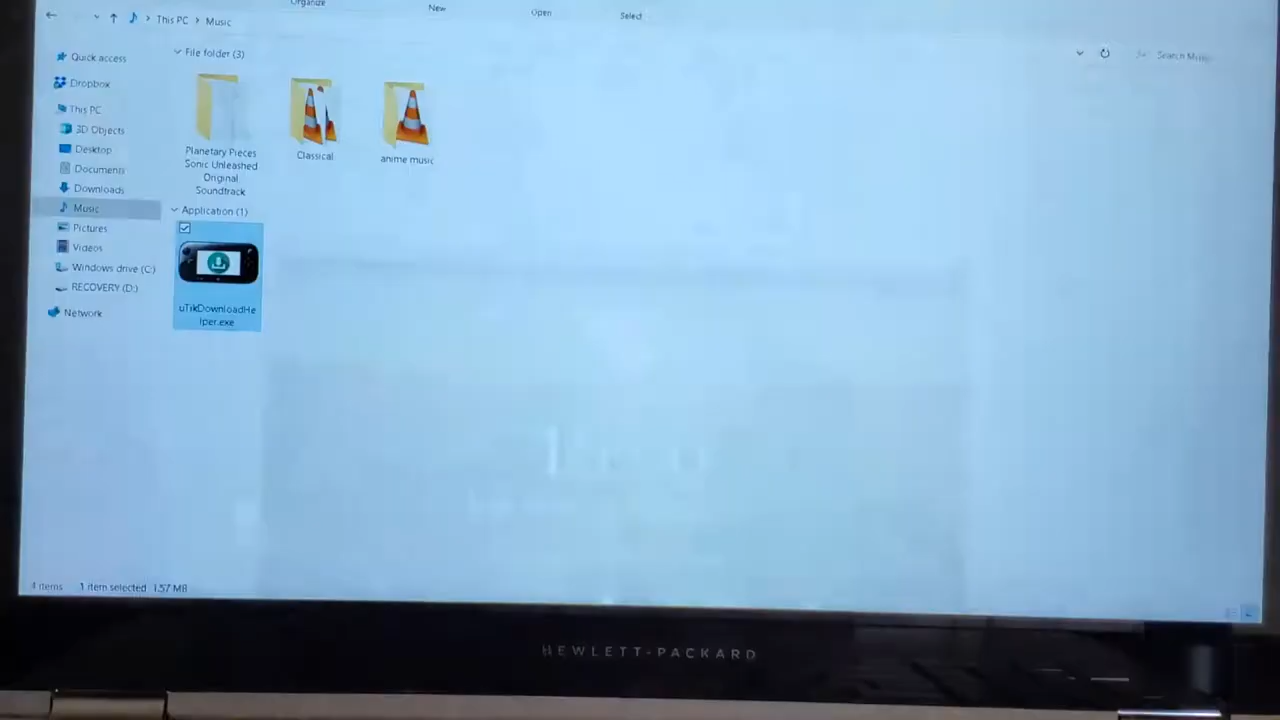 Organize
New
Open
Select
This PC > Music
Search Music
Quick access
Dropbox
This PC
3D Objects
Desktop
Documents
Downloads
Music
Pictures
Videos
Windows drive (C:)
RECOVERY (D:)
Network
File folder (3)
Planetary Pieces
Sonic Unleashed
Original
Soundtrack
Classical
anime music
Application (1)
uTikDownloadHe
lper.exe
4 items
1 item selected 1.57 MB
HEWLETT-PACKARD